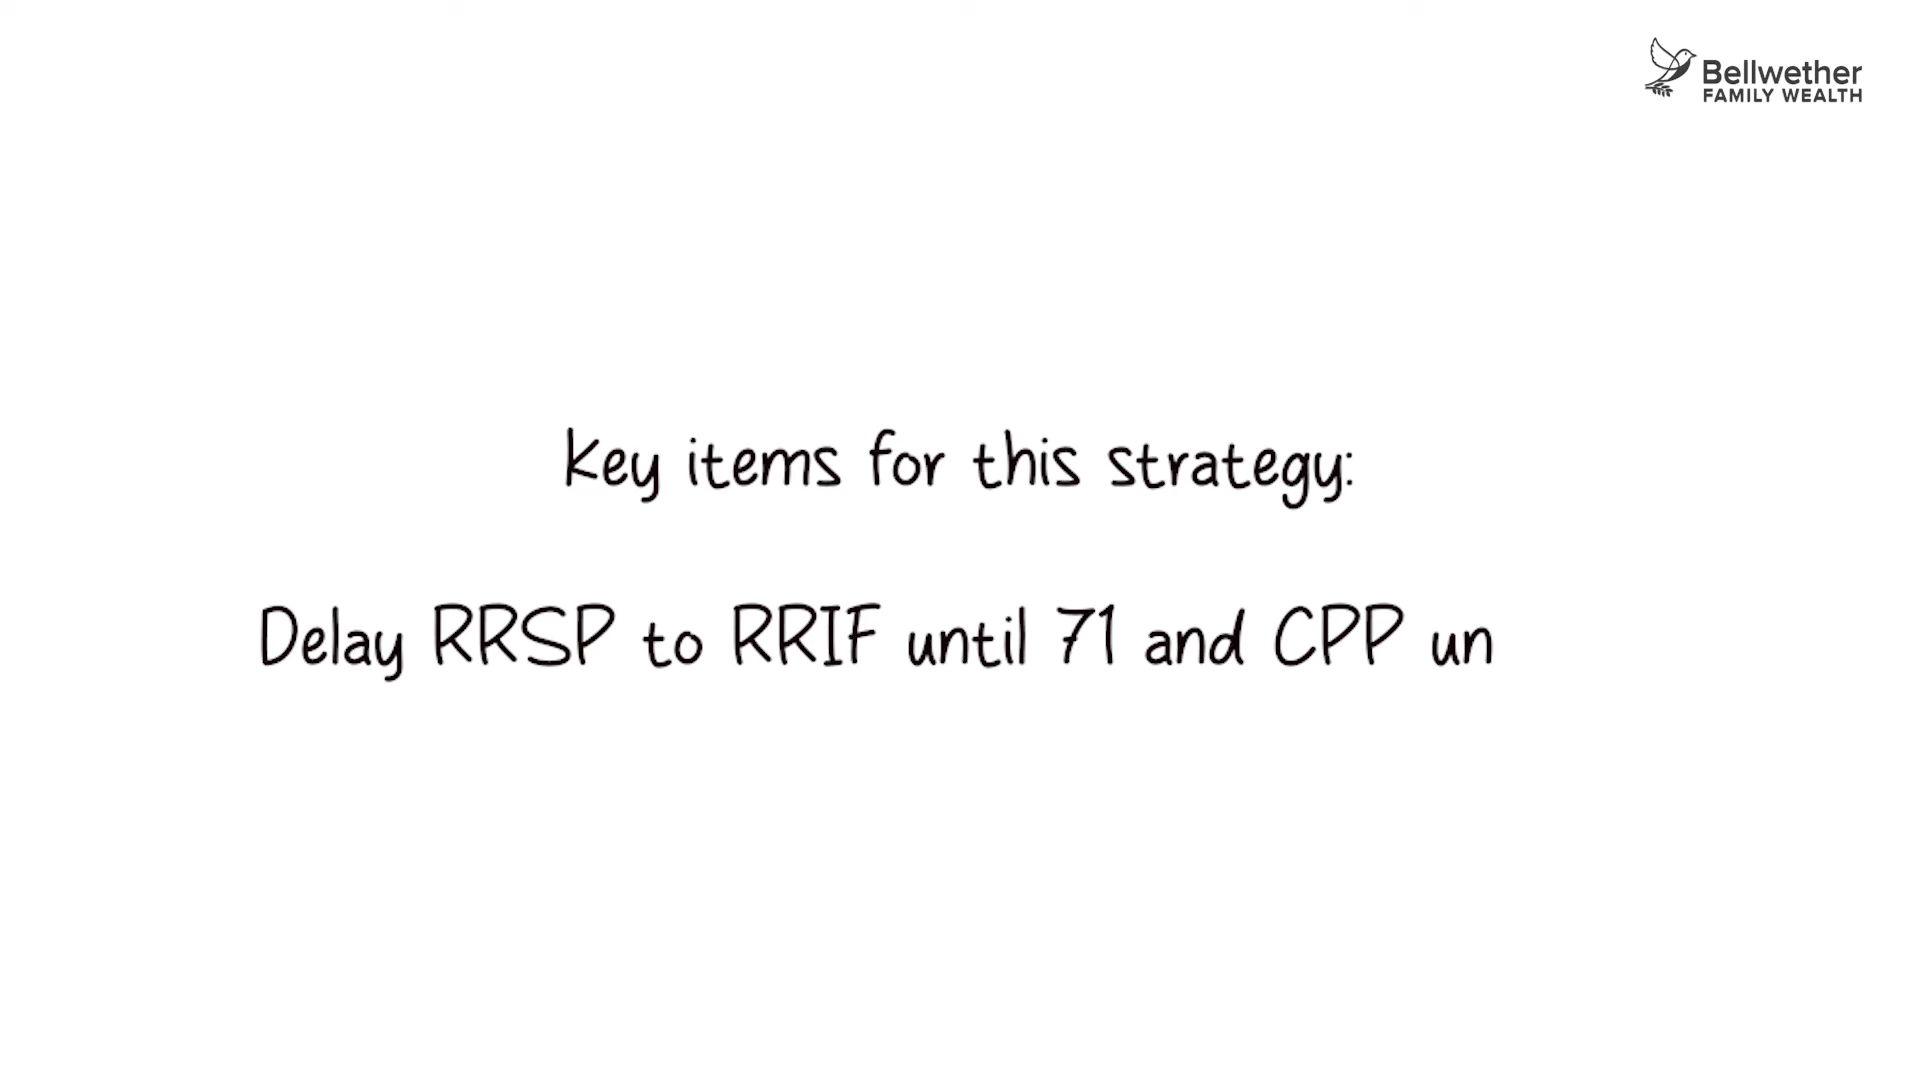 Bellwether
FAMILY WEALTH
Key items for this strategy:
Delay RRSP to RRIF until 71 and CPP un